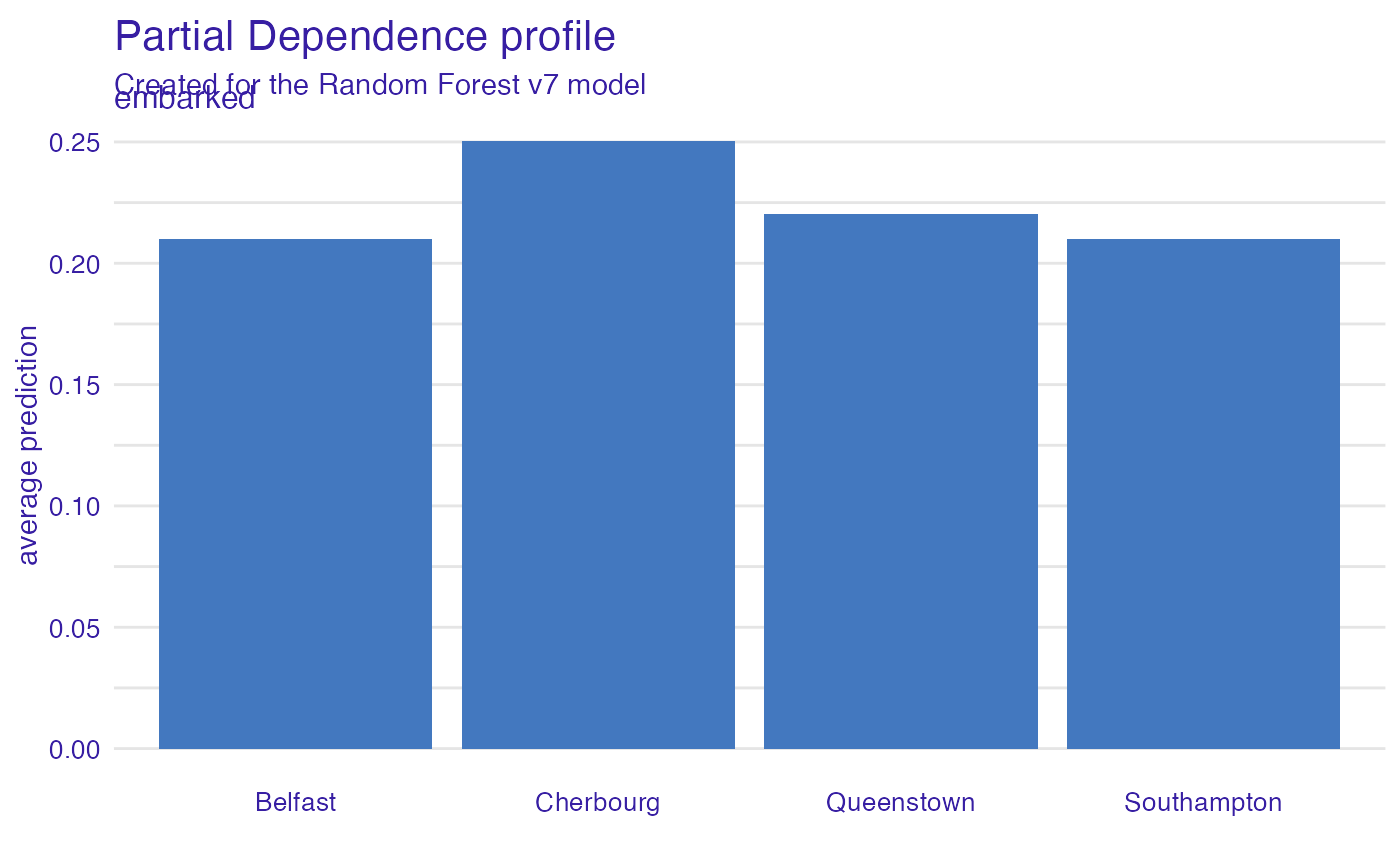 Partial Dependence profile
Created for the Random Forest v7 model
embarked
0.25
0.20
0.15
0.10
0.05
0.00
average prediction
Belfast Cherbourg Queenstown Southampton